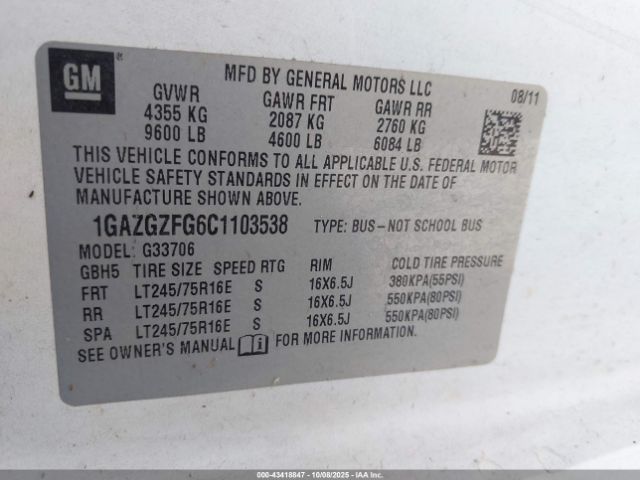 GM
MFD BY GENERAL MOTORS LLC
08/11
GVWR GAWR FRT GAWR RR
4355 KG 2087 KG 2760 KG
9600 LB 4600 LB 6084 LB
THIS VEHICLE CONFORMS TO ALL APPLICABLE U.S. FEDERAL MOTOR
VEHICLE SAFETY STANDARDS IN EFFECT ON THE DATE OF
MANUFACTURE SHOWN ABOVE.
1GAZGZFG6C1103538 TYPE: BUS-NOT SCHOOL BUS
MODEL: G33706
GBH5 TIRE SIZE SPEED RTG RIM COLD TIRE PRESSURE
FRT LT245/75R16E S 16X6.5J 380KPA(55PSI)
RR LT245/75R16E S 16X6.5J 550KPA(80PSI)
SPA LT245/75R16E S 16X6.5J 550KPA(80PSI)
SEE OWNER'S MANUAL FOR MORE INFORMATION.
000-43418847 - 10/08/2025 - IAAI.COM